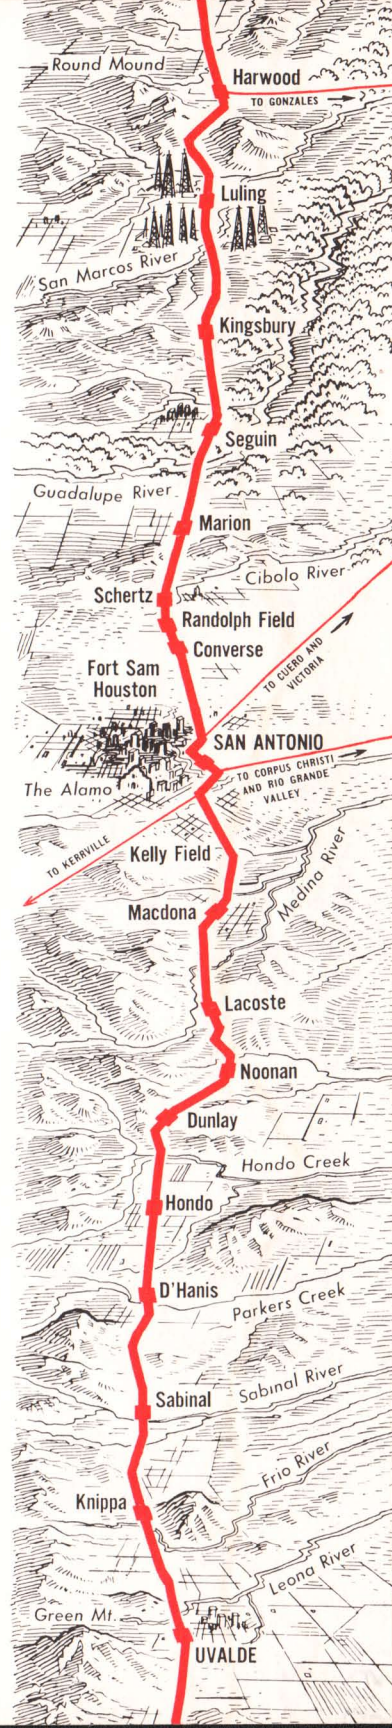 Round Mound
Harwood
TO GONZALES
Luling
San Marcos River
Kingsbury
Seguin
Guadalupe River
Marion
Cibolo River
Schertz
Randolph Field
Converse
TO CUERO AND
VICTORIA
Fort Sam
Houston
SAN ANTONIO
The Alamo
TO CORPUS CHRISTI
AND RIO GRANDE
VALLEY
TO KERRVILLE
Kelly Field
Medina River
Macdona
Lacoste
Noonan
Dunlay
Hondo Creek
Hondo
D'Hanis
Parkers Creek
Sabinal
Sabinal River
Frio River
Knippa
Leona River
Green Mt.
UVALDE